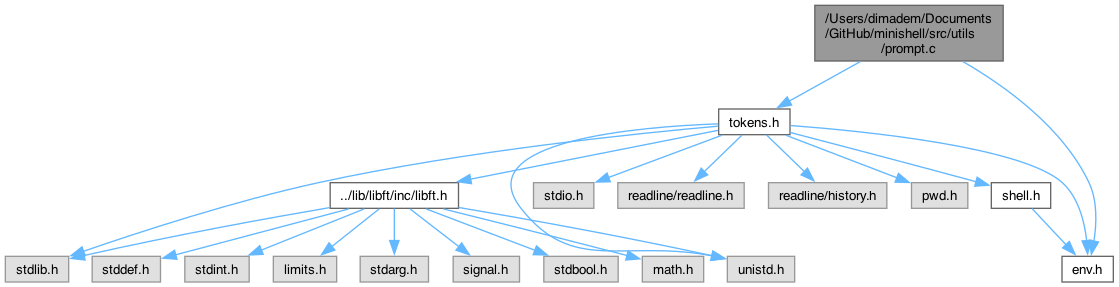 /Users/dimadem/Documents
/GitHub/minishell/src/utils
/prompt.c
tokens.h
../lib/libft/inc/libft.h
stdio.h
readline/readline.h
readline/history.h
pwd.h
shell.h
stdlib.h
stddef.h
stdint.h
limits.h
stdarg.h
signal.h
stdbool.h
math.h
unistd.h
env.h